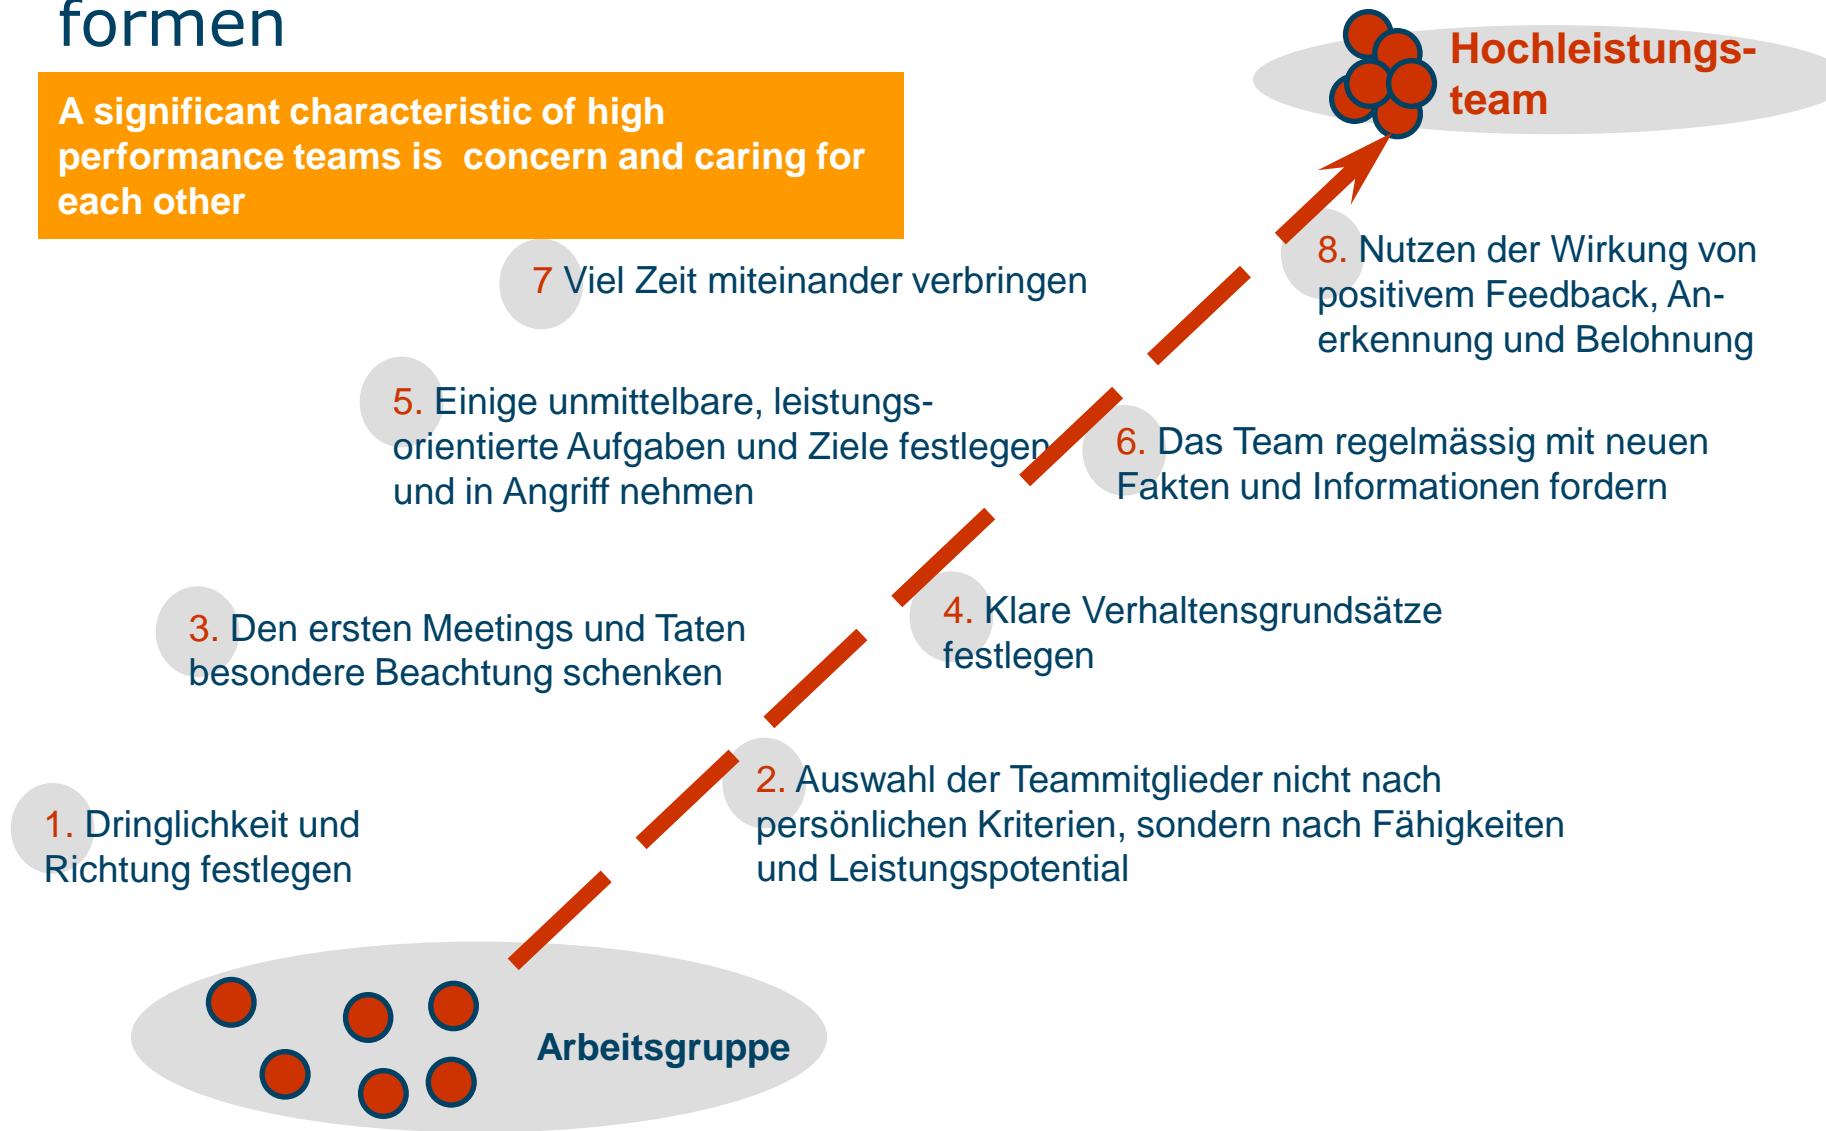 formen
Hochleistungs-
team
A significant characteristic of high
performance teams is concern and caring for
each other
8. Nutzen der Wirkung von
positivem Feedback, An-
erkennung und Belohnung
7 Viel Zeit miteinander verbringen
5. Einige unmittelbare, leistungs-
orientierte Aufgaben und Ziele festlegen
und in Angriff nehmen
6. Das Team regelmässig mit neuen
Fakten und Informationen fordern
3. Den ersten Meetings und Taten
besondere Beachtung schenken
4. Klare Verhaltensgrundsätze
festlegen
1. Dringlichkeit und
Richtung festlegen
2. Auswahl der Teammitglieder nicht nach
persönlichen Kriterien, sondern nach Fähigkeiten
und Leistungspotential
Arbeitsgruppe